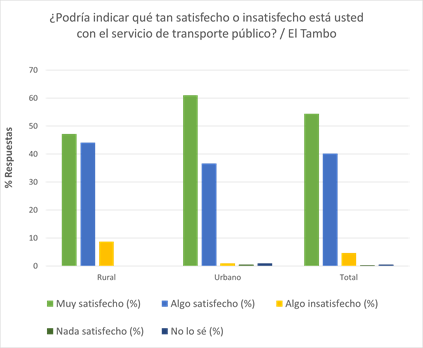 ¿Podría indicar qué tan satisfecho o insatisfecho está usted
con el servicio de transporte público? / El Tambo
70
60
50
40
30
20
10
0
% Respuestas
Rural
Urbano
Total
Muy satisfecho (%)
Algo satisfecho (%)
Algo insatisfecho (%)
Nada satisfecho (%)
No lo sé (%)